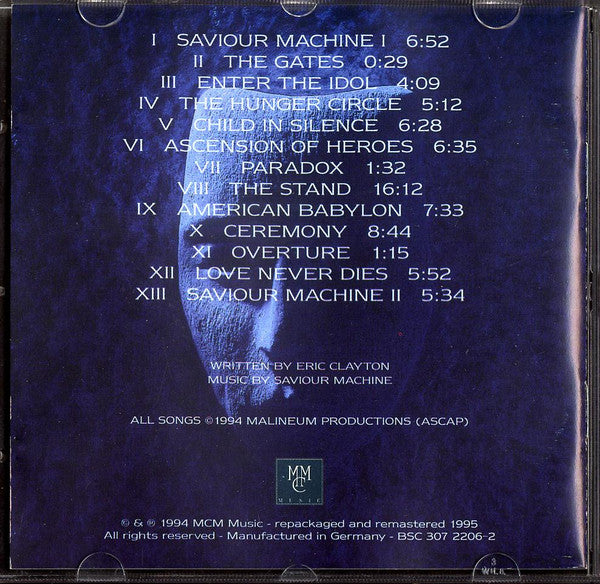 I SAVIOUR MACHINE I 6:52
II THE GATES 0:29
III ENTER THE IDOL 4:09
IV THE HUNGER CIRCLE 5:12
V CHILD IN SILENCE 6:28
VI ASCENSION OF HEROES 6:35
VII PARADOX 1:32
VIII THE STAND 16:12
IX AMERICAN BABYLON 7:33
X CEREMONY 8:44
XI OVERTURE 1:15
XII LOVE NEVER DIES 5:52
XIII SAVIOUR MACHINE II 5:34
WRITTEN BY ERIC CLAYTON
MUSIC BY SAVIOUR MACHINE
ALL SONGS ©1994 MALINEUM PRODUCTIONS (ASCAP)
MCM
MUSIC
© & ℗ 1994 MCM Music - repackaged and remastered 1995
All rights reserved - Manufactured in Germany - BSC 307 2206-2